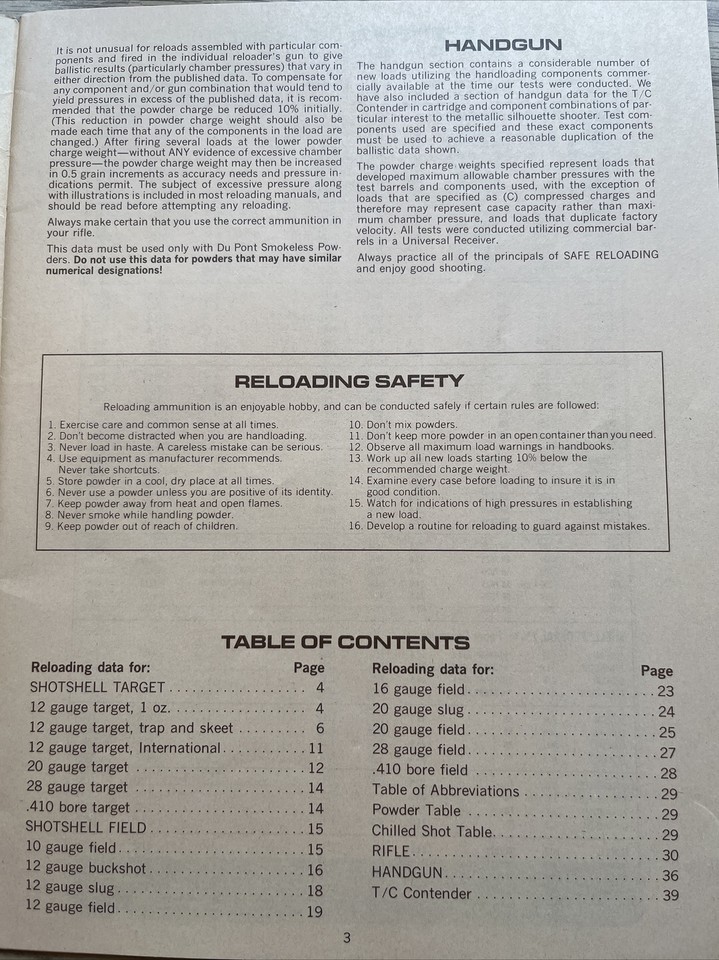 It is not unusual for reloads assembled with particular com-
ponents and fired in the individual reloader's gun to give
ballistic results (particularly chamber pressures) that vary in
either direction from the published data. To compensate for
any component and/or gun combination that would tend to
yield pressures in excess of the published data, it is recom-
mended that the powder charge be reduced 10% initially.
(This reduction in powder charge weight should also be
made each time that any of the components in the load are
changed.) After firing several loads at the lower powder
charge weight—without ANY evidence of excessive chamber
pressure—the powder charge weight may then be increased
in 0.5 grain increments as accuracy needs and pressure in-
dications permit. The subject of excessive pressure along
with illustrations is included in most reloading manuals, and
should be read before attempting any reloading.
Always make certain that you use the correct ammunition in
your rifle.
This data must be used only with Du Pont Smokeless Pow-
ders. Do not use this data for powders that may have similar
numerical designations!
HANDGUN
The handgun section contains a considerable number of
new loads utilizing the handloading components commer-
cially available at the time our tests were conducted. We
have also included a section of handgun data for the T/C
Contender in cartridge and component combinations of par-
ticular interest to the metallic silhouette shooter. Test com-
ponents used are specified and these exact components
must be used to achieve a reasonable duplication of the
ballistic data shown.
The powder charge weights specified represent loads that
developed maximum allowable chamber pressures with the
test barrels and components used, with the exception of
loads that are specified as (C) compressed charges and
therefore may represent case capacity rather than maxi-
mum chamber pressure, and loads that duplicate factory
velocity. All tests were conducted utilizing commercial bar-
rels in a Universal Receiver.
Always practice all of the principals of SAFE RELOADING
and enjoy good shooting.
RELOADING SAFETY
Reloading ammunition is an enjoyable hobby, and can be conducted safely if certain rules are followed:
1. Exercise care and common sense at all times.
2. Don't become distracted when you are handloading.
3. Never load in haste. A careless mistake can be serious.
4. Use equipment as manufacturer recommends.
Never take shortcuts.
5. Store powder in a cool, dry place at all times.
6. Never use a powder unless you are positive of its identity.
7. Keep powder away from heat and open flames.
8. Never smoke while handling powder.
9. Keep powder out of reach of children.
10. Don't mix powders.
11. Don't keep more powder in an open container than you need.
12. Observe all maximum load warnings in handbooks.
13. Work up all new loads starting 10% below the
recommended charge weight.
14. Examine every case before loading to insure it is in
good condition.
15. Watch for indications of high pressures in establishing
a new load.
16. Develop a routine for reloading to guard against mistakes.
TABLE OF CONTENTS
Reloading data for: Page
SHOTSHELL TARGET . . . . . . . . . . . . . . . . . . 4
12 gauge target, 1 oz. . . . . . . . . . . . . . . . . . 4
12 gauge target, trap and skeet . . . . . . . . . 6
12 gauge target, International . . . . . . . . . . . 11
20 gauge target . . . . . . . . . . . . . . . . . . . . . 12
28 gauge target . . . . . . . . . . . . . . . . . . . . . 14
.410 bore target . . . . . . . . . . . . . . . . . . . . . 14
SHOTSHELL FIELD . . . . . . . . . . . . . . . . . . . 15
10 gauge field . . . . . . . . . . . . . . . . . . . . . . . 15
12 gauge buckshot . . . . . . . . . . . . . . . . . . . 16
12 gauge slug . . . . . . . . . . . . . . . . . . . . . . . 18
12 gauge field . . . . . . . . . . . . . . . . . . . . . . . 19
Reloading data for: Page
16 gauge field . . . . . . . . . . . . . . . . . . . . . . . 23
20 gauge slug . . . . . . . . . . . . . . . . . . . . . . . 24
20 gauge field . . . . . . . . . . . . . . . . . . . . . . . 25
28 gauge field . . . . . . . . . . . . . . . . . . . . . . . 27
.410 bore field . . . . . . . . . . . . . . . . . . . . . . 28
Table of Abbreviations . . . . . . . . . . . . . . . . 29
Powder Table . . . . . . . . . . . . . . . . . . . . . . . 29
Chilled Shot Table . . . . . . . . . . . . . . . . . . . . 29
RIFLE . . . . . . . . . . . . . . . . . . . . . . . . . . . . . 30
HANDGUN . . . . . . . . . . . . . . . . . . . . . . . . . 36
T/C Contender . . . . . . . . . . . . . . . . . . . . . . 39
3